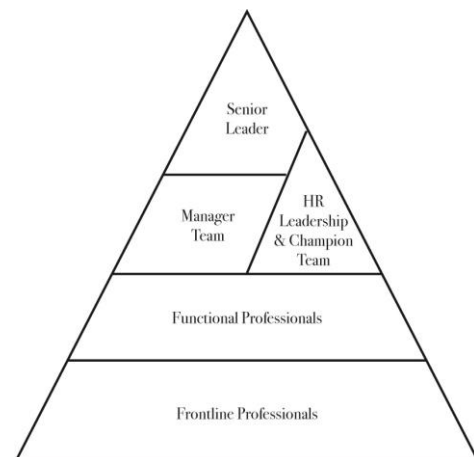 Senior
Leader
Manager
Team
HR
Leadership
& Champion
Team
Functional Professionals
Frontline Professionals